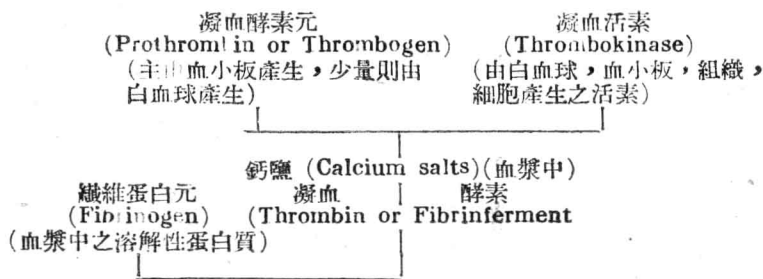 凝血酵素元 凝血活素
(Prothrombin or Thrombogen) (Thrombokinase)
(主由血小板產生，少量則由 (由白血球，血小板，組織，
白血球產生) 細胞產生之活素)
鈣鹽 (Calcium salts)(血漿中)
纖維蛋白元 凝血 酵素
(Fibrinogen) (Thrombin or Fibrinferment
(血漿中之溶解性蛋白質)